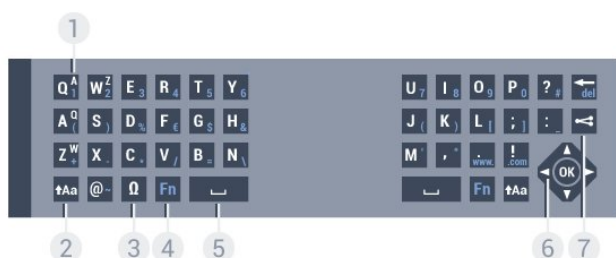 1
Q A 1 W Z 2 E 3 R 4 T 5 Y 6 U 7 I 8 O 9 P 0 ? # del
A Q ( S ) D % F € G $ H & J ( K ) L [ ; ] : _
Z W + X - C * V / B = N \ M ' , " . www. ! .com
Aa @~ Ω Fn Fn Aa OK
2 3 4 5 6 7